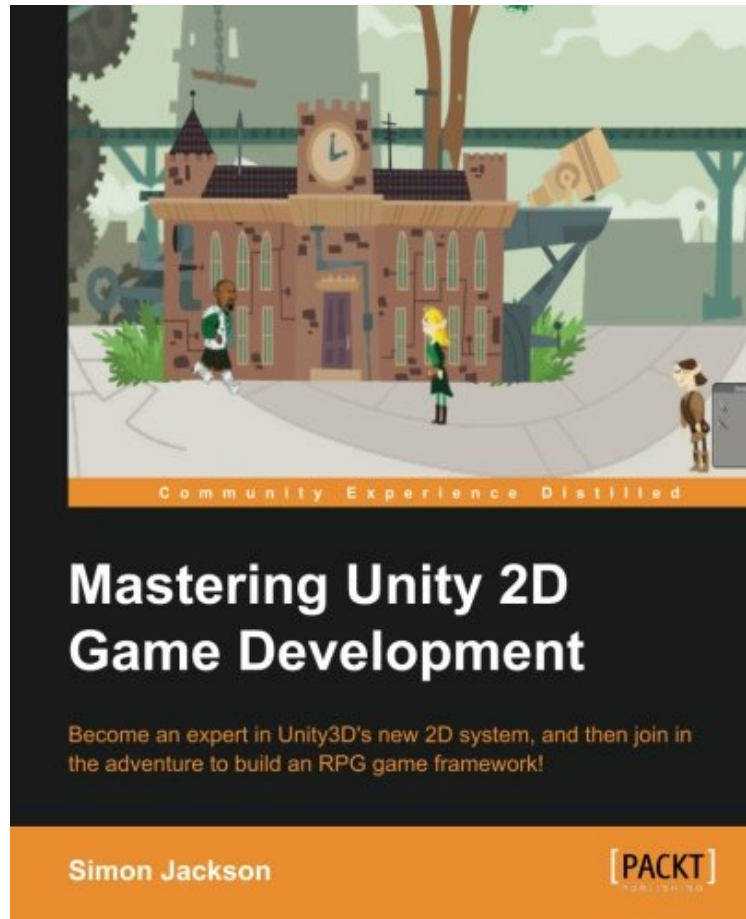 Community Experience Distilled
Mastering Unity 2D
Game Development
Become an expert in Unity3D's new 2D system, and then join in
the adventure to build an RPG game framework!
Simon Jackson
[PACKT]
PUBLISHING